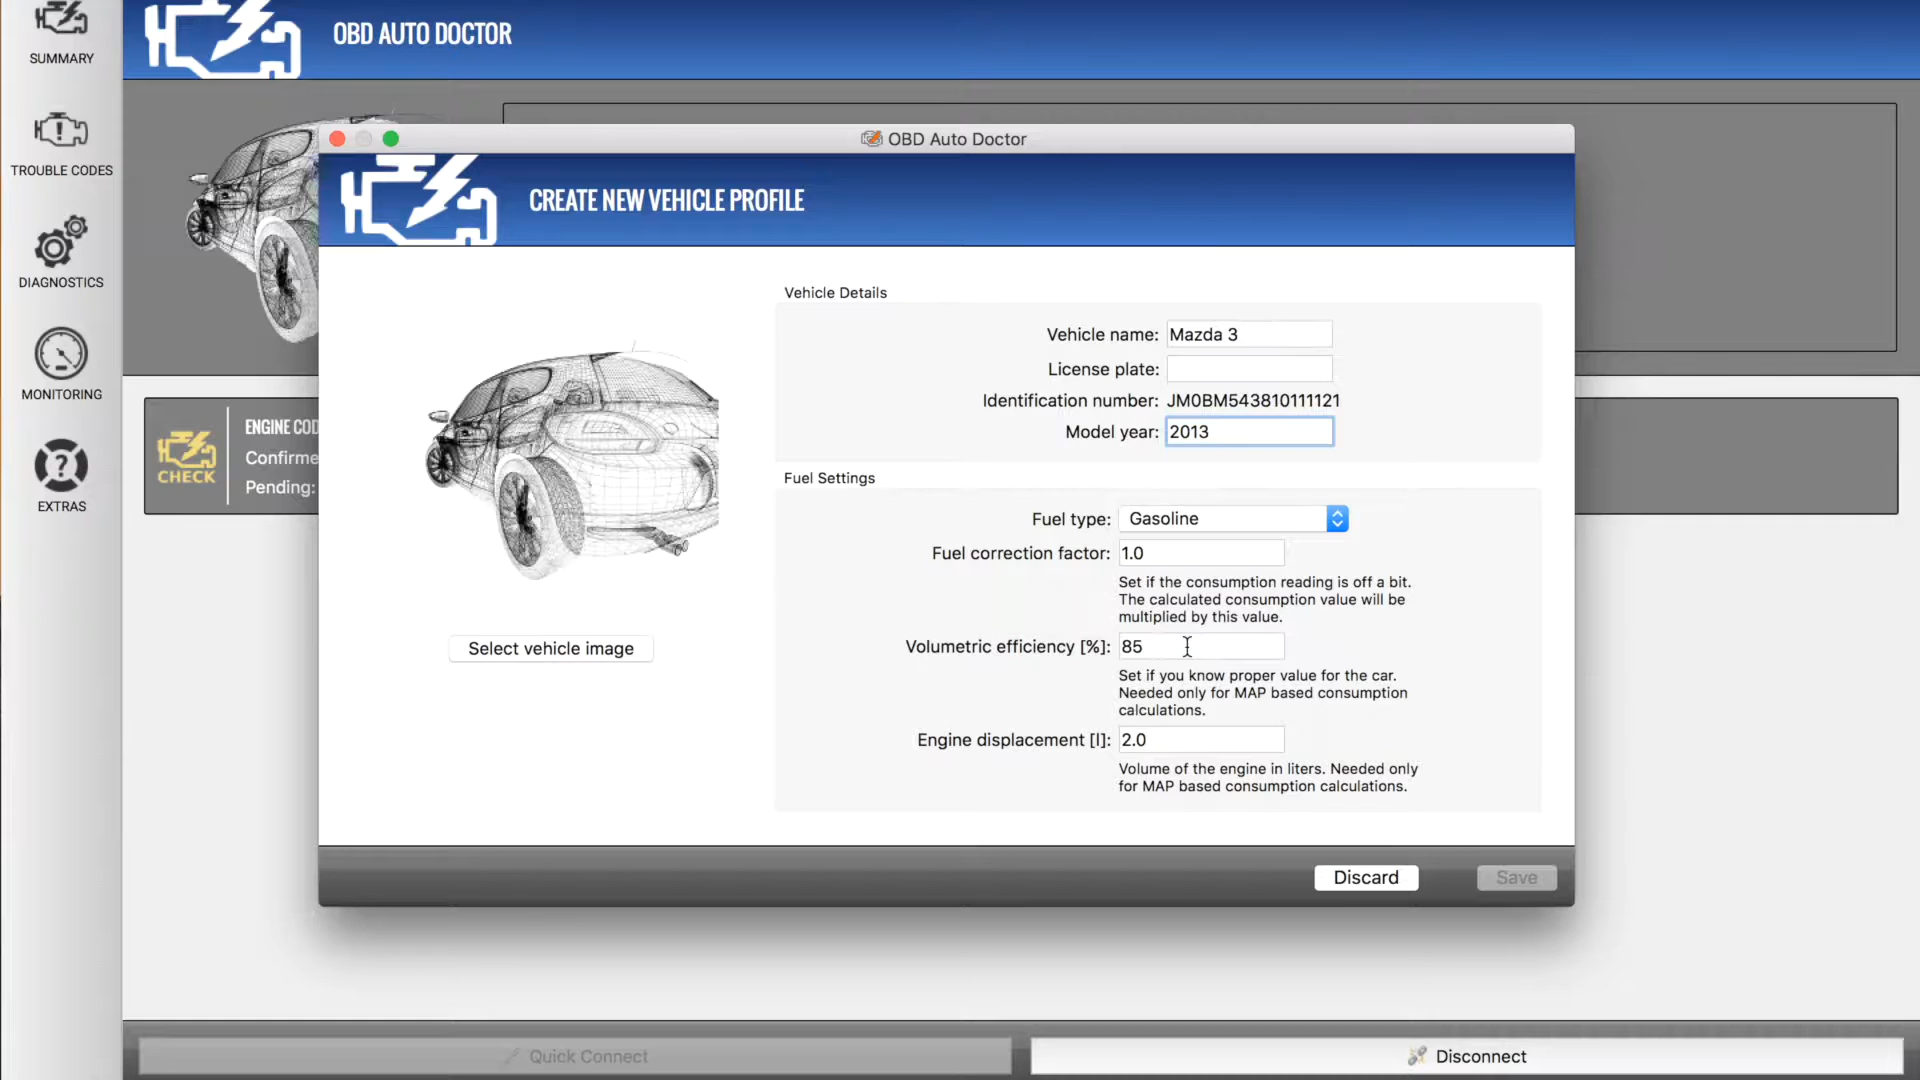 SUMMARY
TROUBLE CODES
DIAGNOSTICS
MONITORING
EXTRAS
OBD AUTO DOCTOR
ENGINE COD
Confirme
Pending:
CHECK
OBD Auto Doctor
CREATE NEW VEHICLE PROFILE
Select vehicle image
Vehicle Details
Vehicle name: Mazda 3
License plate:
Identification number: JM0BM543810111121
Model year: 2013
Fuel Settings
Fuel type: Gasoline
Fuel correction factor: 1.0
Set if the consumption reading is off a bit.
The calculated consumption value will be
multiplied by this value.
Volumetric efficiency [%]: 85
Set if you know proper value for the car.
Needed only for MAP based consumption
calculations.
Engine displacement [l]: 2.0
Volume of the engine in liters. Needed only
for MAP based consumption calculations.
Discard
Save
Quick Connect
Disconnect